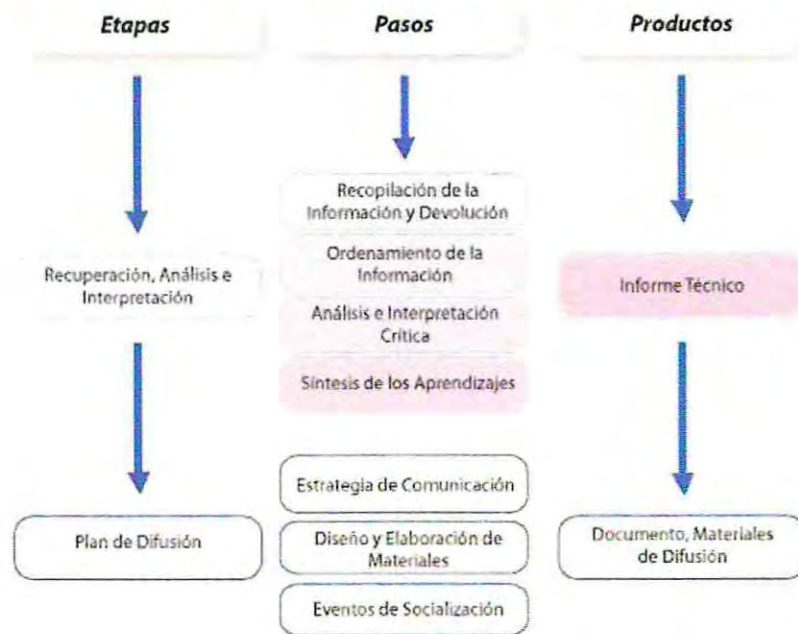 Etapas
Pasos
Productos
Recopilación de la
Información y Devolución
Ordenamiento de la
Información
Recuperación, Análisis e
Interpretación
Informe Técnico
Análisis e Interpretación
Crítica
Síntesis de los Aprendizajes
Estrategia de Comunicación
Plan de Difusión
Diseño y Elaboración de
Materiales
Documento, Materiales
de Difusión
Eventos de Socialización